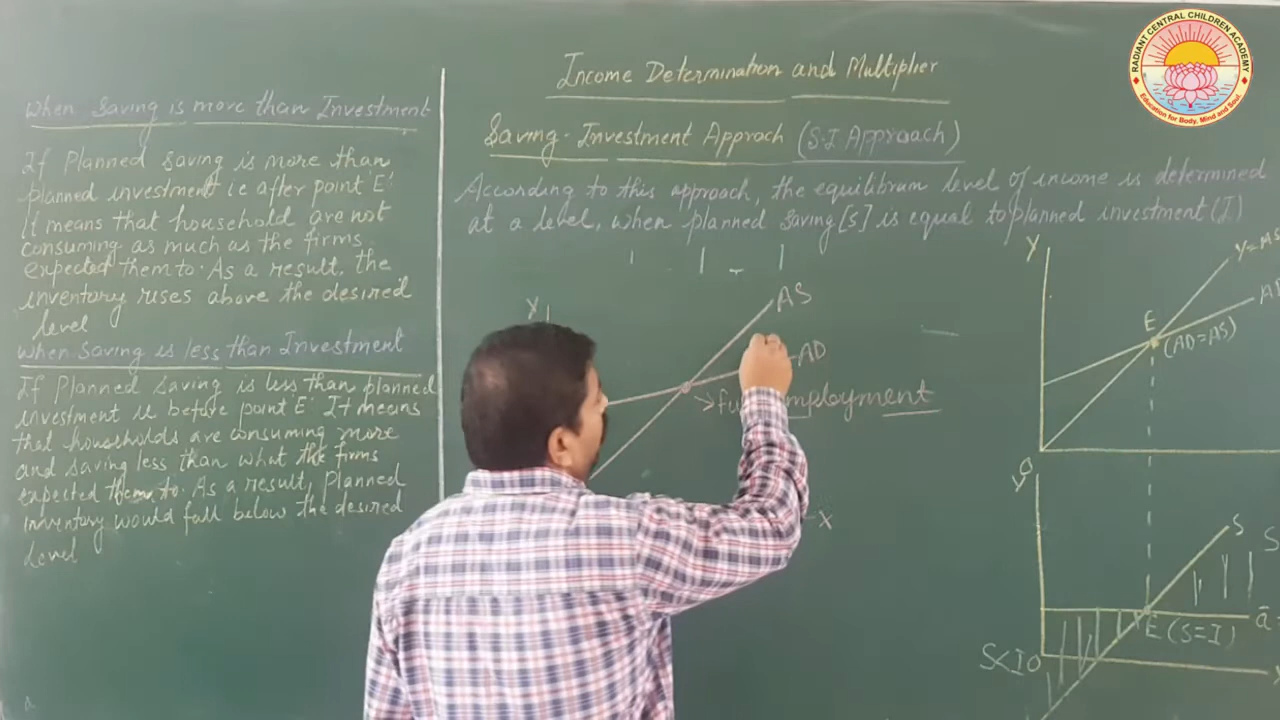 RADIANT CENTRAL CHILDREN ACADEMY
Education for Body, Mind and Soul.
Income Determination and Multiplier
Saving-Investment Approch (S-I Approach)
According to this approach, the equilibrum level of income is determined
at a level, when planned saving [S] is equal to planned investment (I)
When Saving is more than Investment
If Planned saving is more than
planned investment ie after point 'E'
it means that household are not
consuming as much as the firms
expected them to. As a result, the
inventory rises above the desired
level
When Saving is less than Investment
If Planned saving is less than planned
investment ie before point 'E' It means
that households are consuming more
and saving less than what the firms
expected them to. As a result, Planned
inventory would fall below the desired
Level
Y
AS
AD
employment
X
Y
Y=AS
E
(AD=AS)
O
Y
S
S
ā
E (S=I)
S<I O